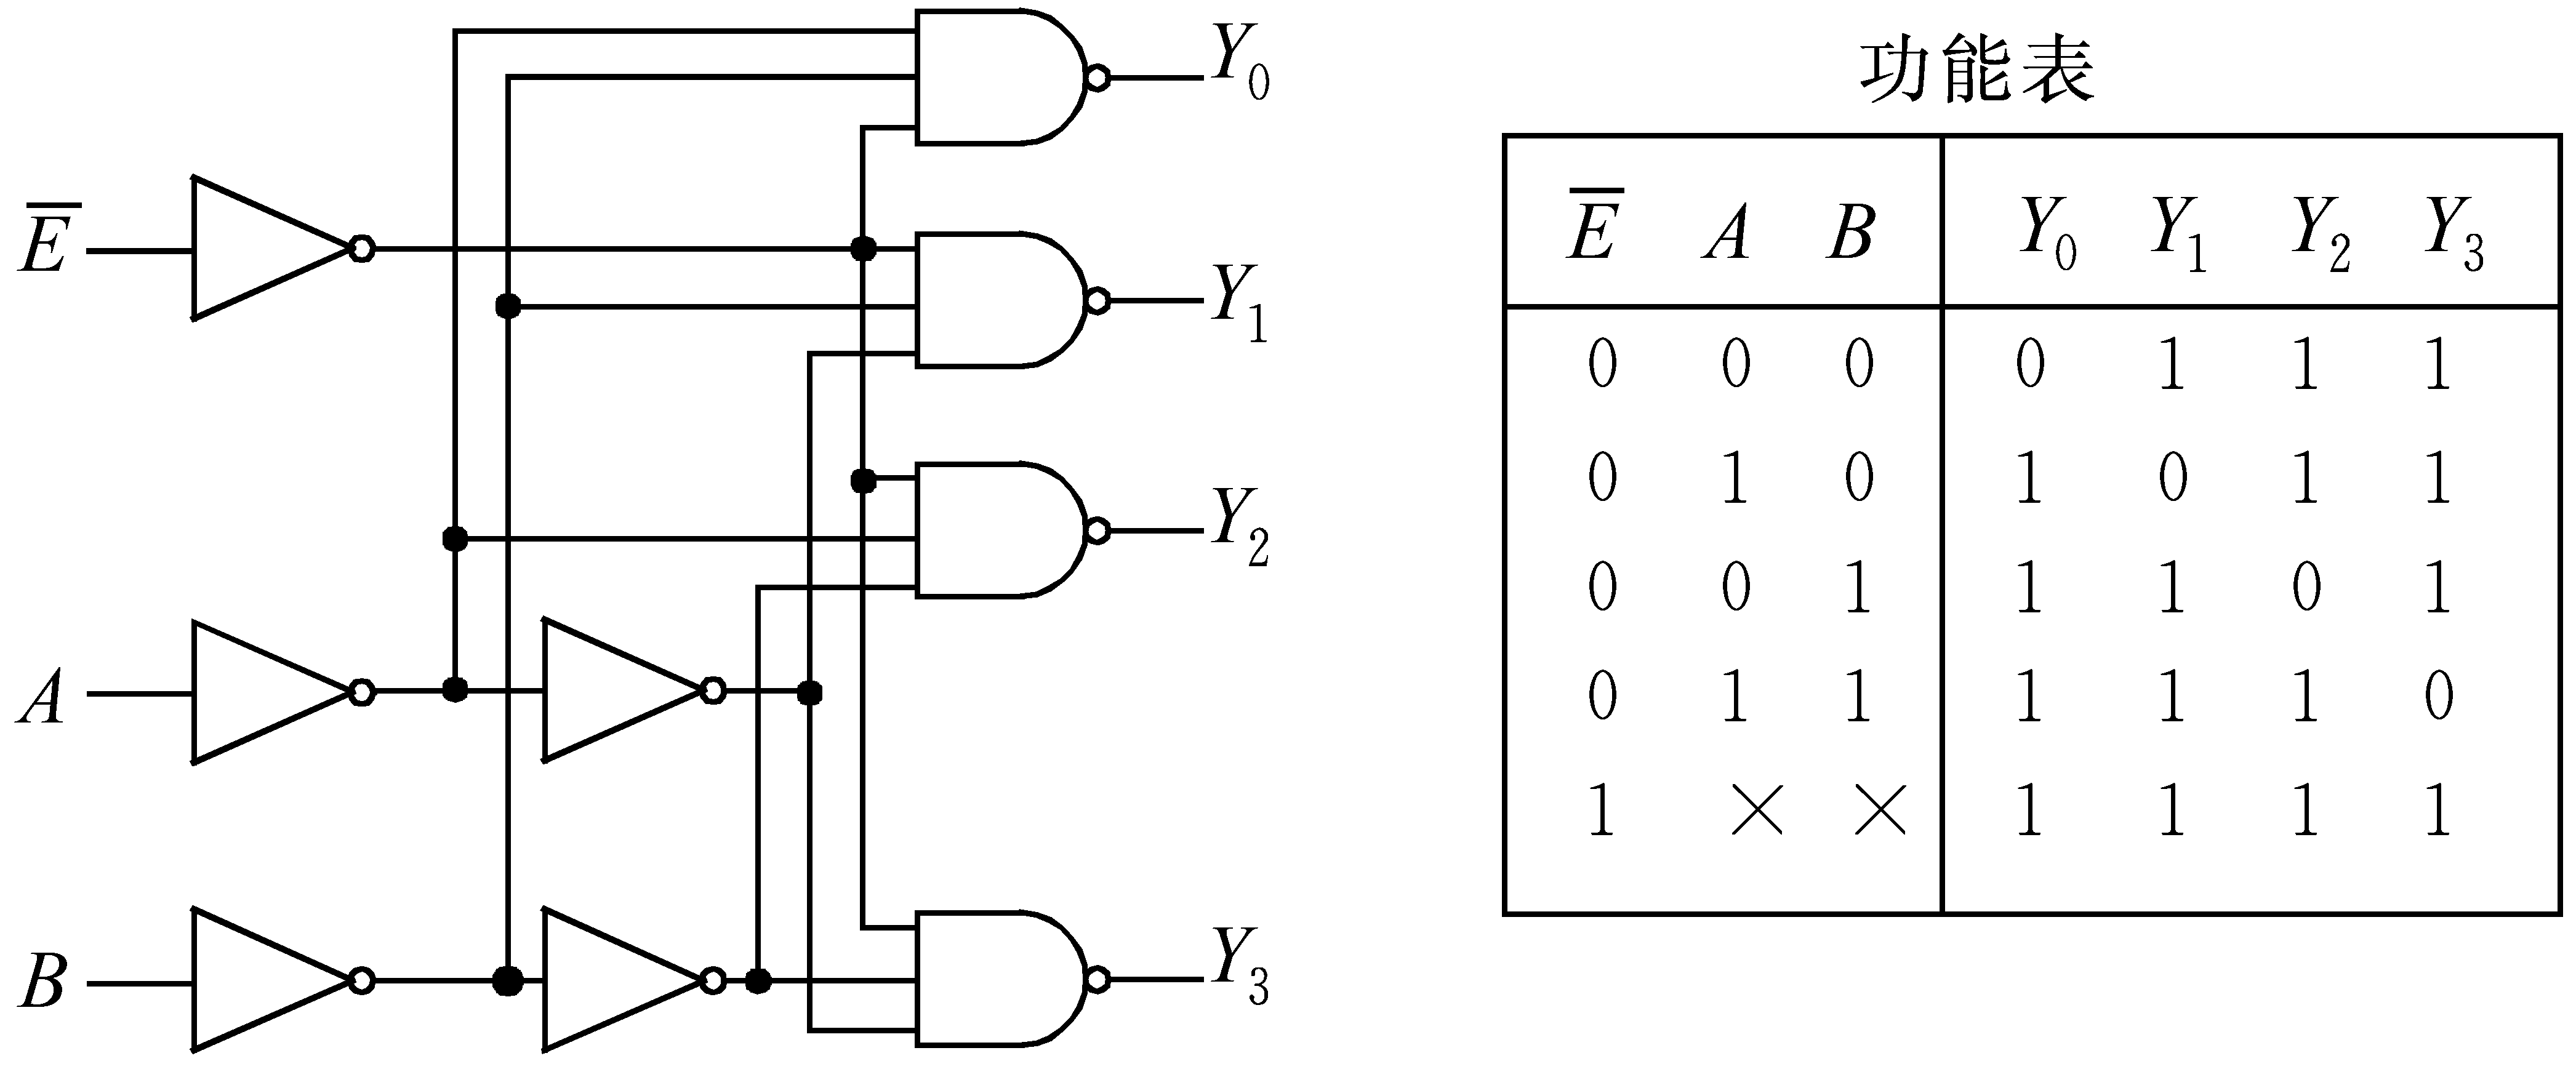 Y₀
E̅
Y₁
Y₂
A
B
Y₃
功能表
E̅ A B Y₀ Y₁ Y₂ Y₃
0 0 0 0 1 1 1
0 1 0 1 0 1 1
0 0 1 1 1 0 1
0 1 1 1 1 1 0
1 × × 1 1 1 1